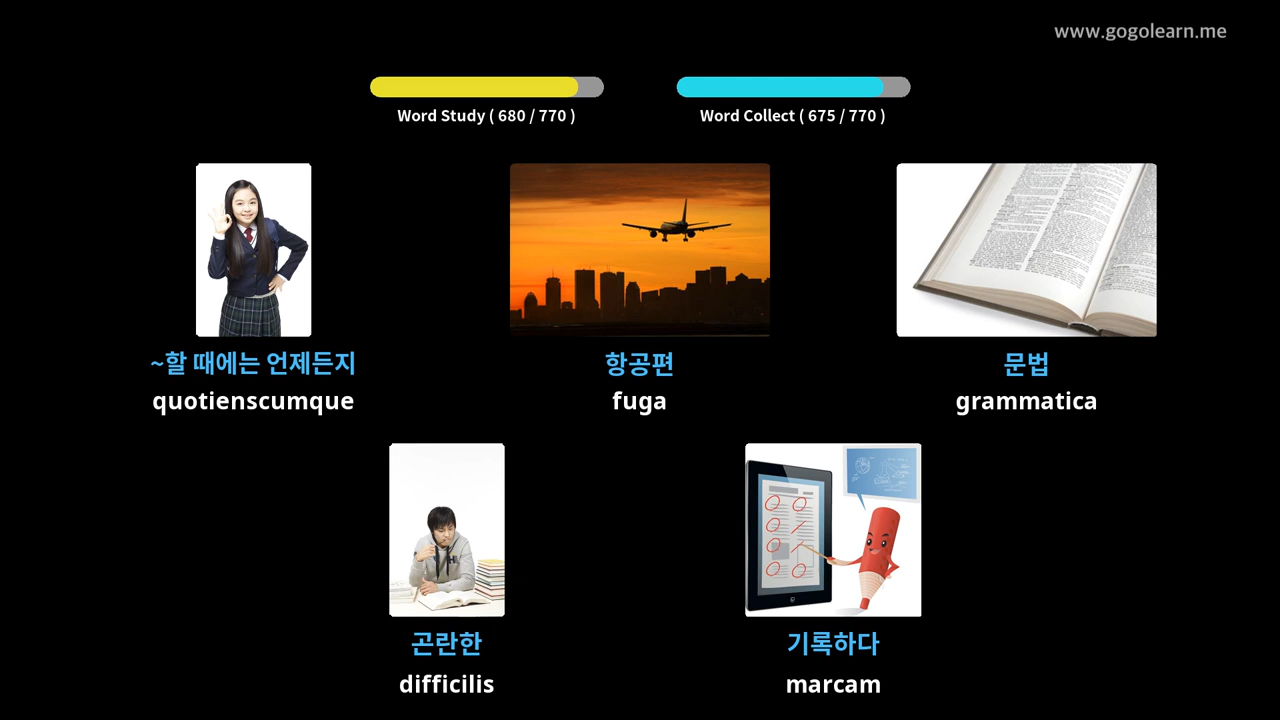 www.gogolearn.me
Word Study ( 680 / 770 )
Word Collect ( 675 / 770 )
~할 때에는 언제든지
quotienscumque
항공편
fuga
문법
grammatica
곤란한
difficilis
기록하다
marcam